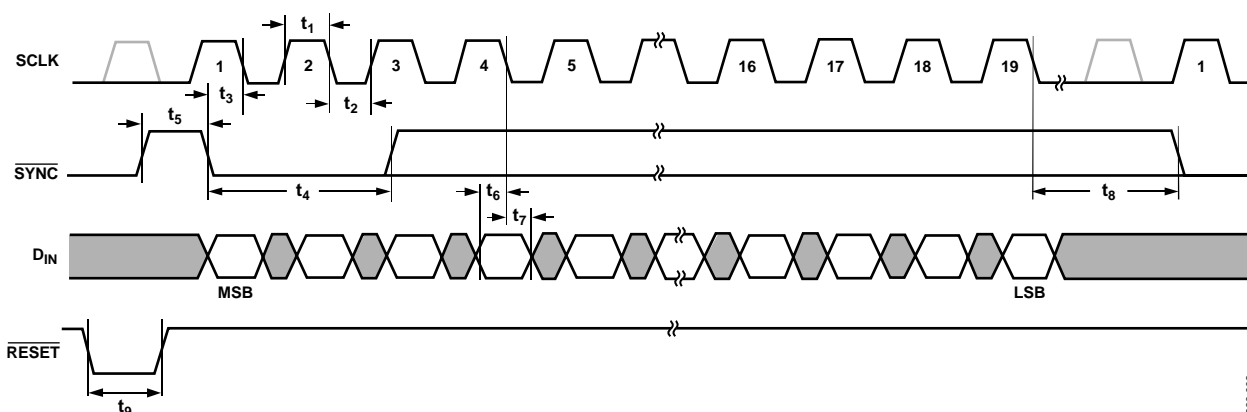 t1
SCLK
1 2 3 4 5 16 17 18 19 1
t3
t2
t5
SYNC
t4
t6
t8
t7
DIN
MSB
LSB
RESET
t9